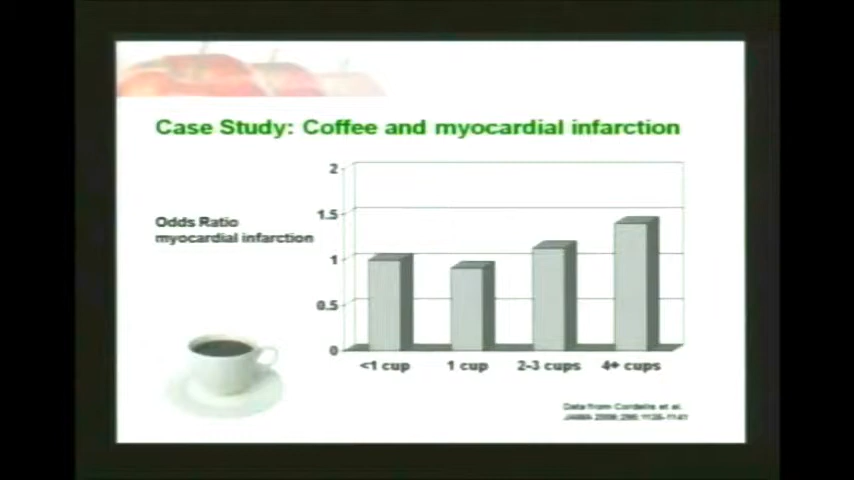 Case Study: Coffee and myocardial infarction
2
1.5
1
0.5
0
Odds Ratio
myocardial infarction
<1 cup
1 cup
2-3 cups
4+ cups
Data from Cordelis et al.
JAMA 2006;295:1135-1141